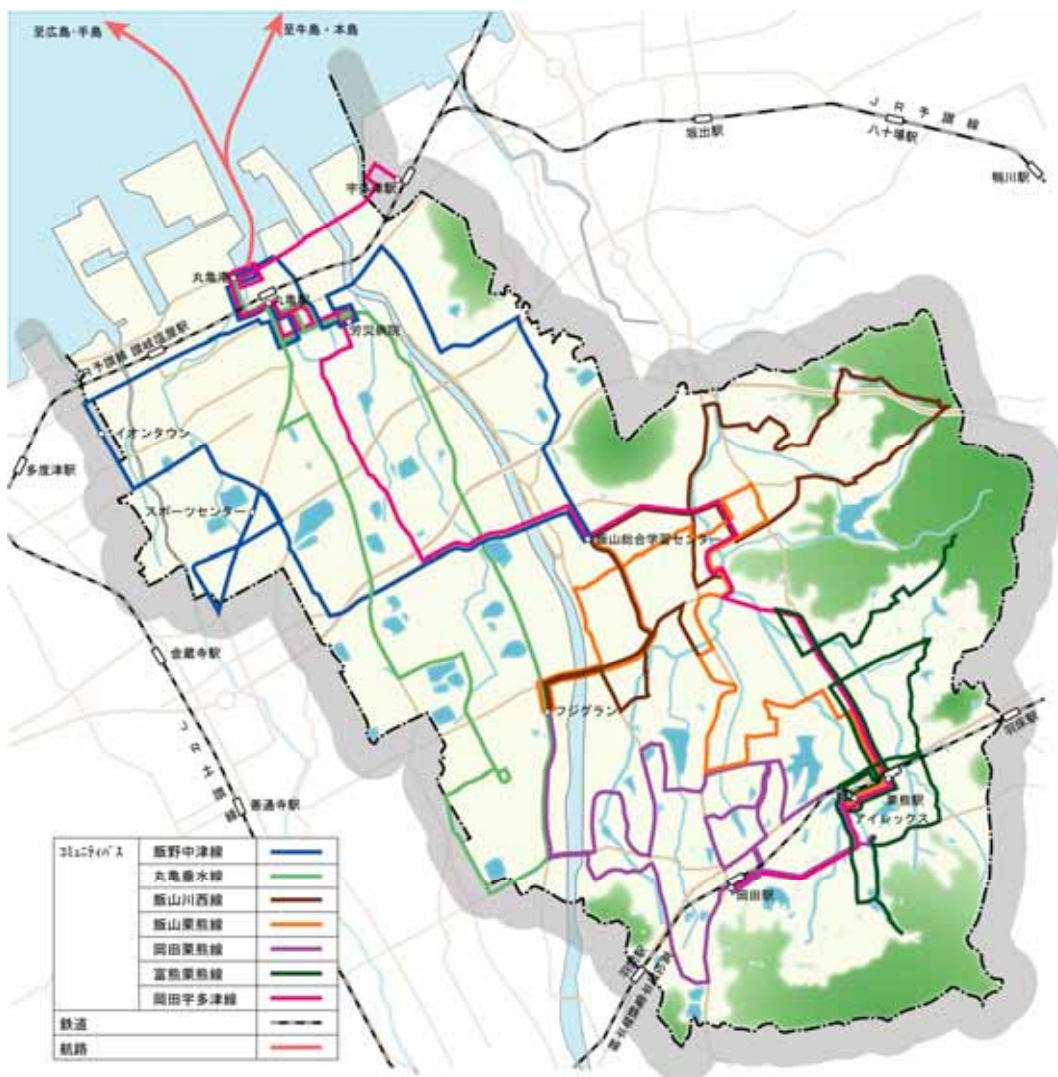 至広島・手島
至牛島・本島
JR予讃線
坂出駅
八十場駅
鴨川駅
宇多津駅
丸亀港
丸亀駅
労災病院
JR予讃線 讃岐塩屋駅
イオンタウン
多度津駅
スポーツセンター
飯山総合学習センター
金蔵寺駅
フジグラン
羽床駅
栗熊駅
アイレックス
善通寺駅
岡田駅
コミュニティバス
飯野中津線
丸亀垂水線
飯山川西線
飯山栗熊線
岡田栗熊線
富熊栗熊線
岡田宇多津線
鉄道
航路